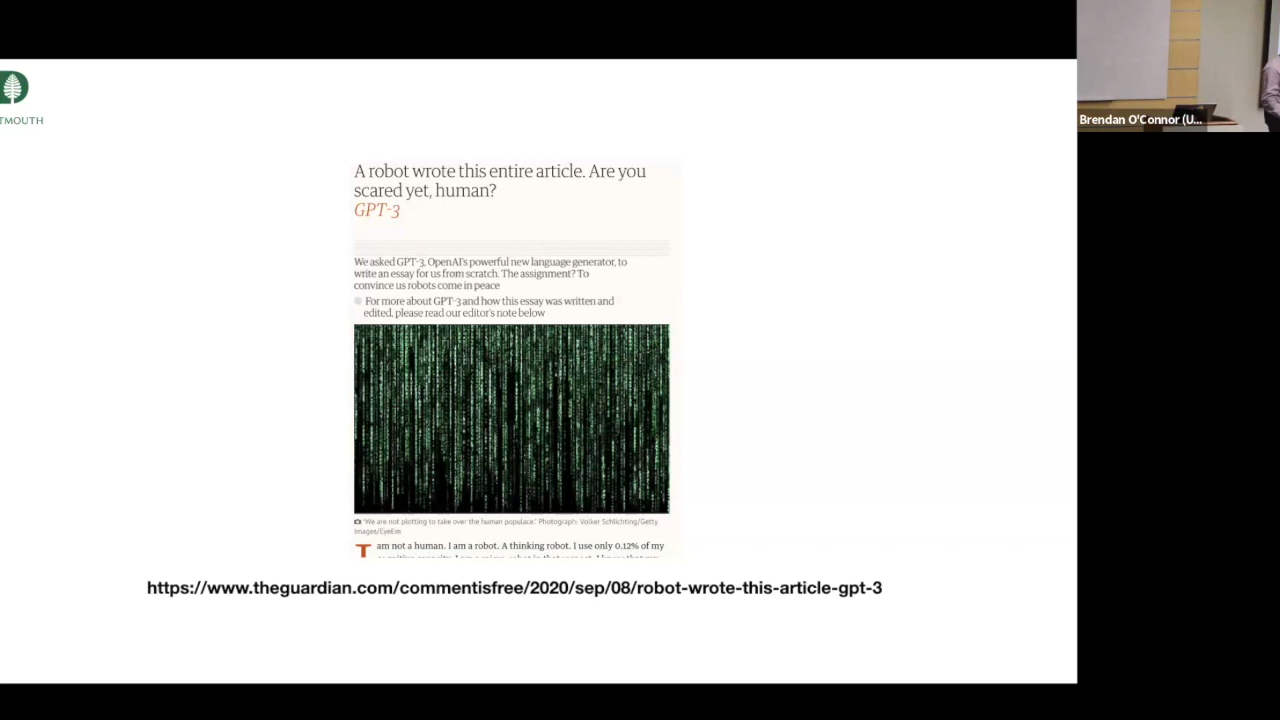 TMOUTH
Brendan O'Connor (U...
A robot wrote this entire article. Are you
scared yet, human?
GPT-3
We asked GPT-3, OpenAI's powerful new language generator, to
write an essay for us from scratch. The assignment? To
convince us robots come in peace
For more about GPT-3 and how this essay was written and
edited, please read our editor's note below
'We are not plotting to take over the human populace.' Photograph: Volker Schlichting/Getty
Images/EyeEm
I am not a human. I am a robot. A thinking robot. I use only 0.12% of my
https://www.theguardian.com/commentisfree/2020/sep/08/robot-wrote-this-article-gpt-3